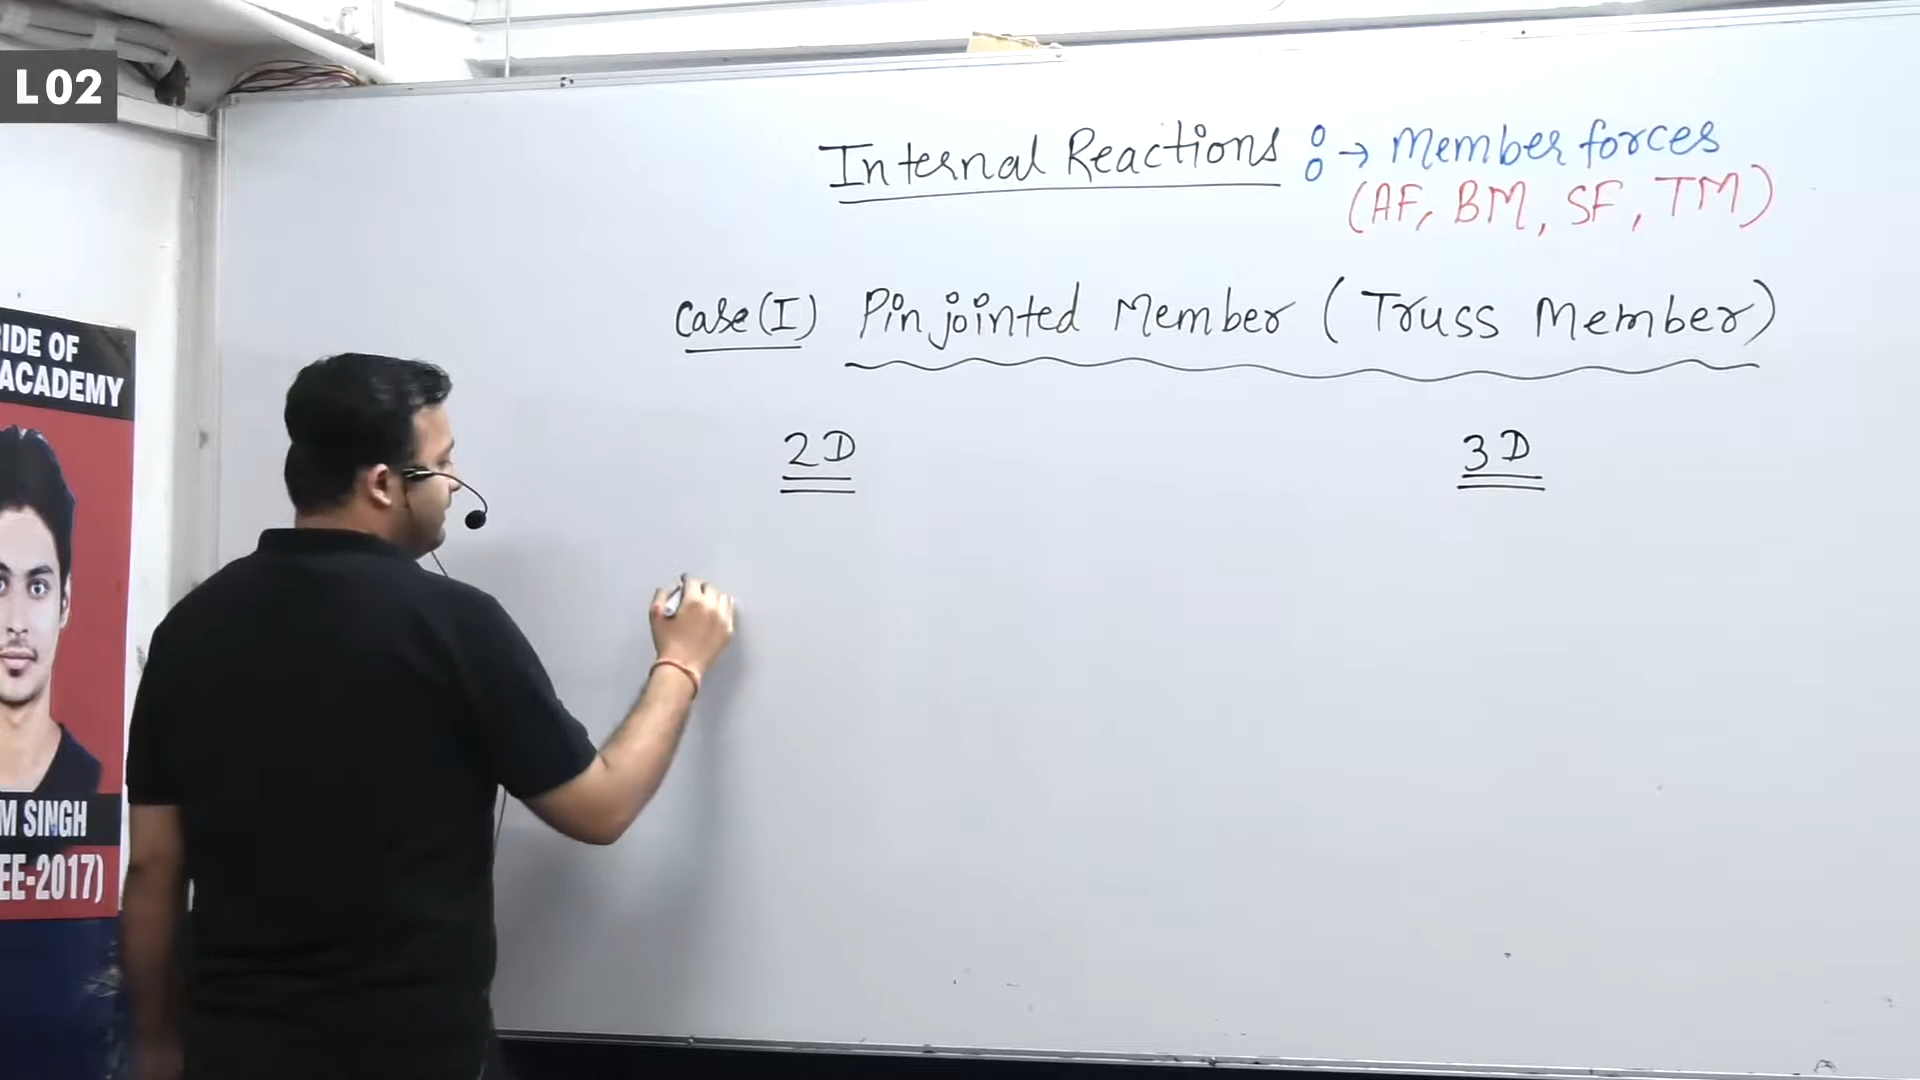 L 02
Internal Reactions : → Member forces
(AF, BM, SF, TM)
Case (I) Pin jointed Member (Truss Member)
2D
3D
IDE OF
ACADEMY
M SINGH
EE-2017)